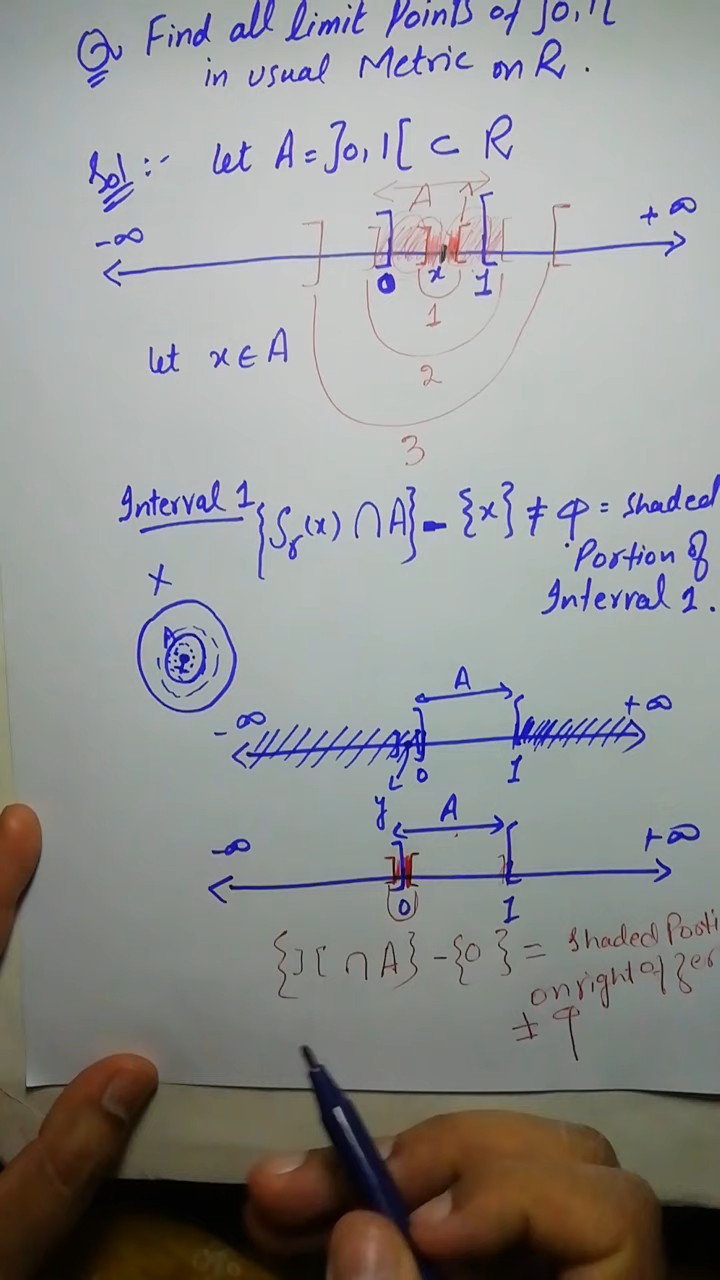 Q Find all limit Points of ]0,1[
in usual Metric on R.
Sol:- let A = ]0,1[ ⊂ R
A
-∞ +∞
0 x 1
1
let x ∈ A
2
3
Interval 1 {Sr(x) ∩ A} - {x} ≠ φ = shaded
Portion of
Interval 1.
X
A
A
-∞ +∞
0 1
y
A
-∞ +∞
0 1
{][ ∩ A} - {0} = shaded Porti
on right of Zer
≠ φ